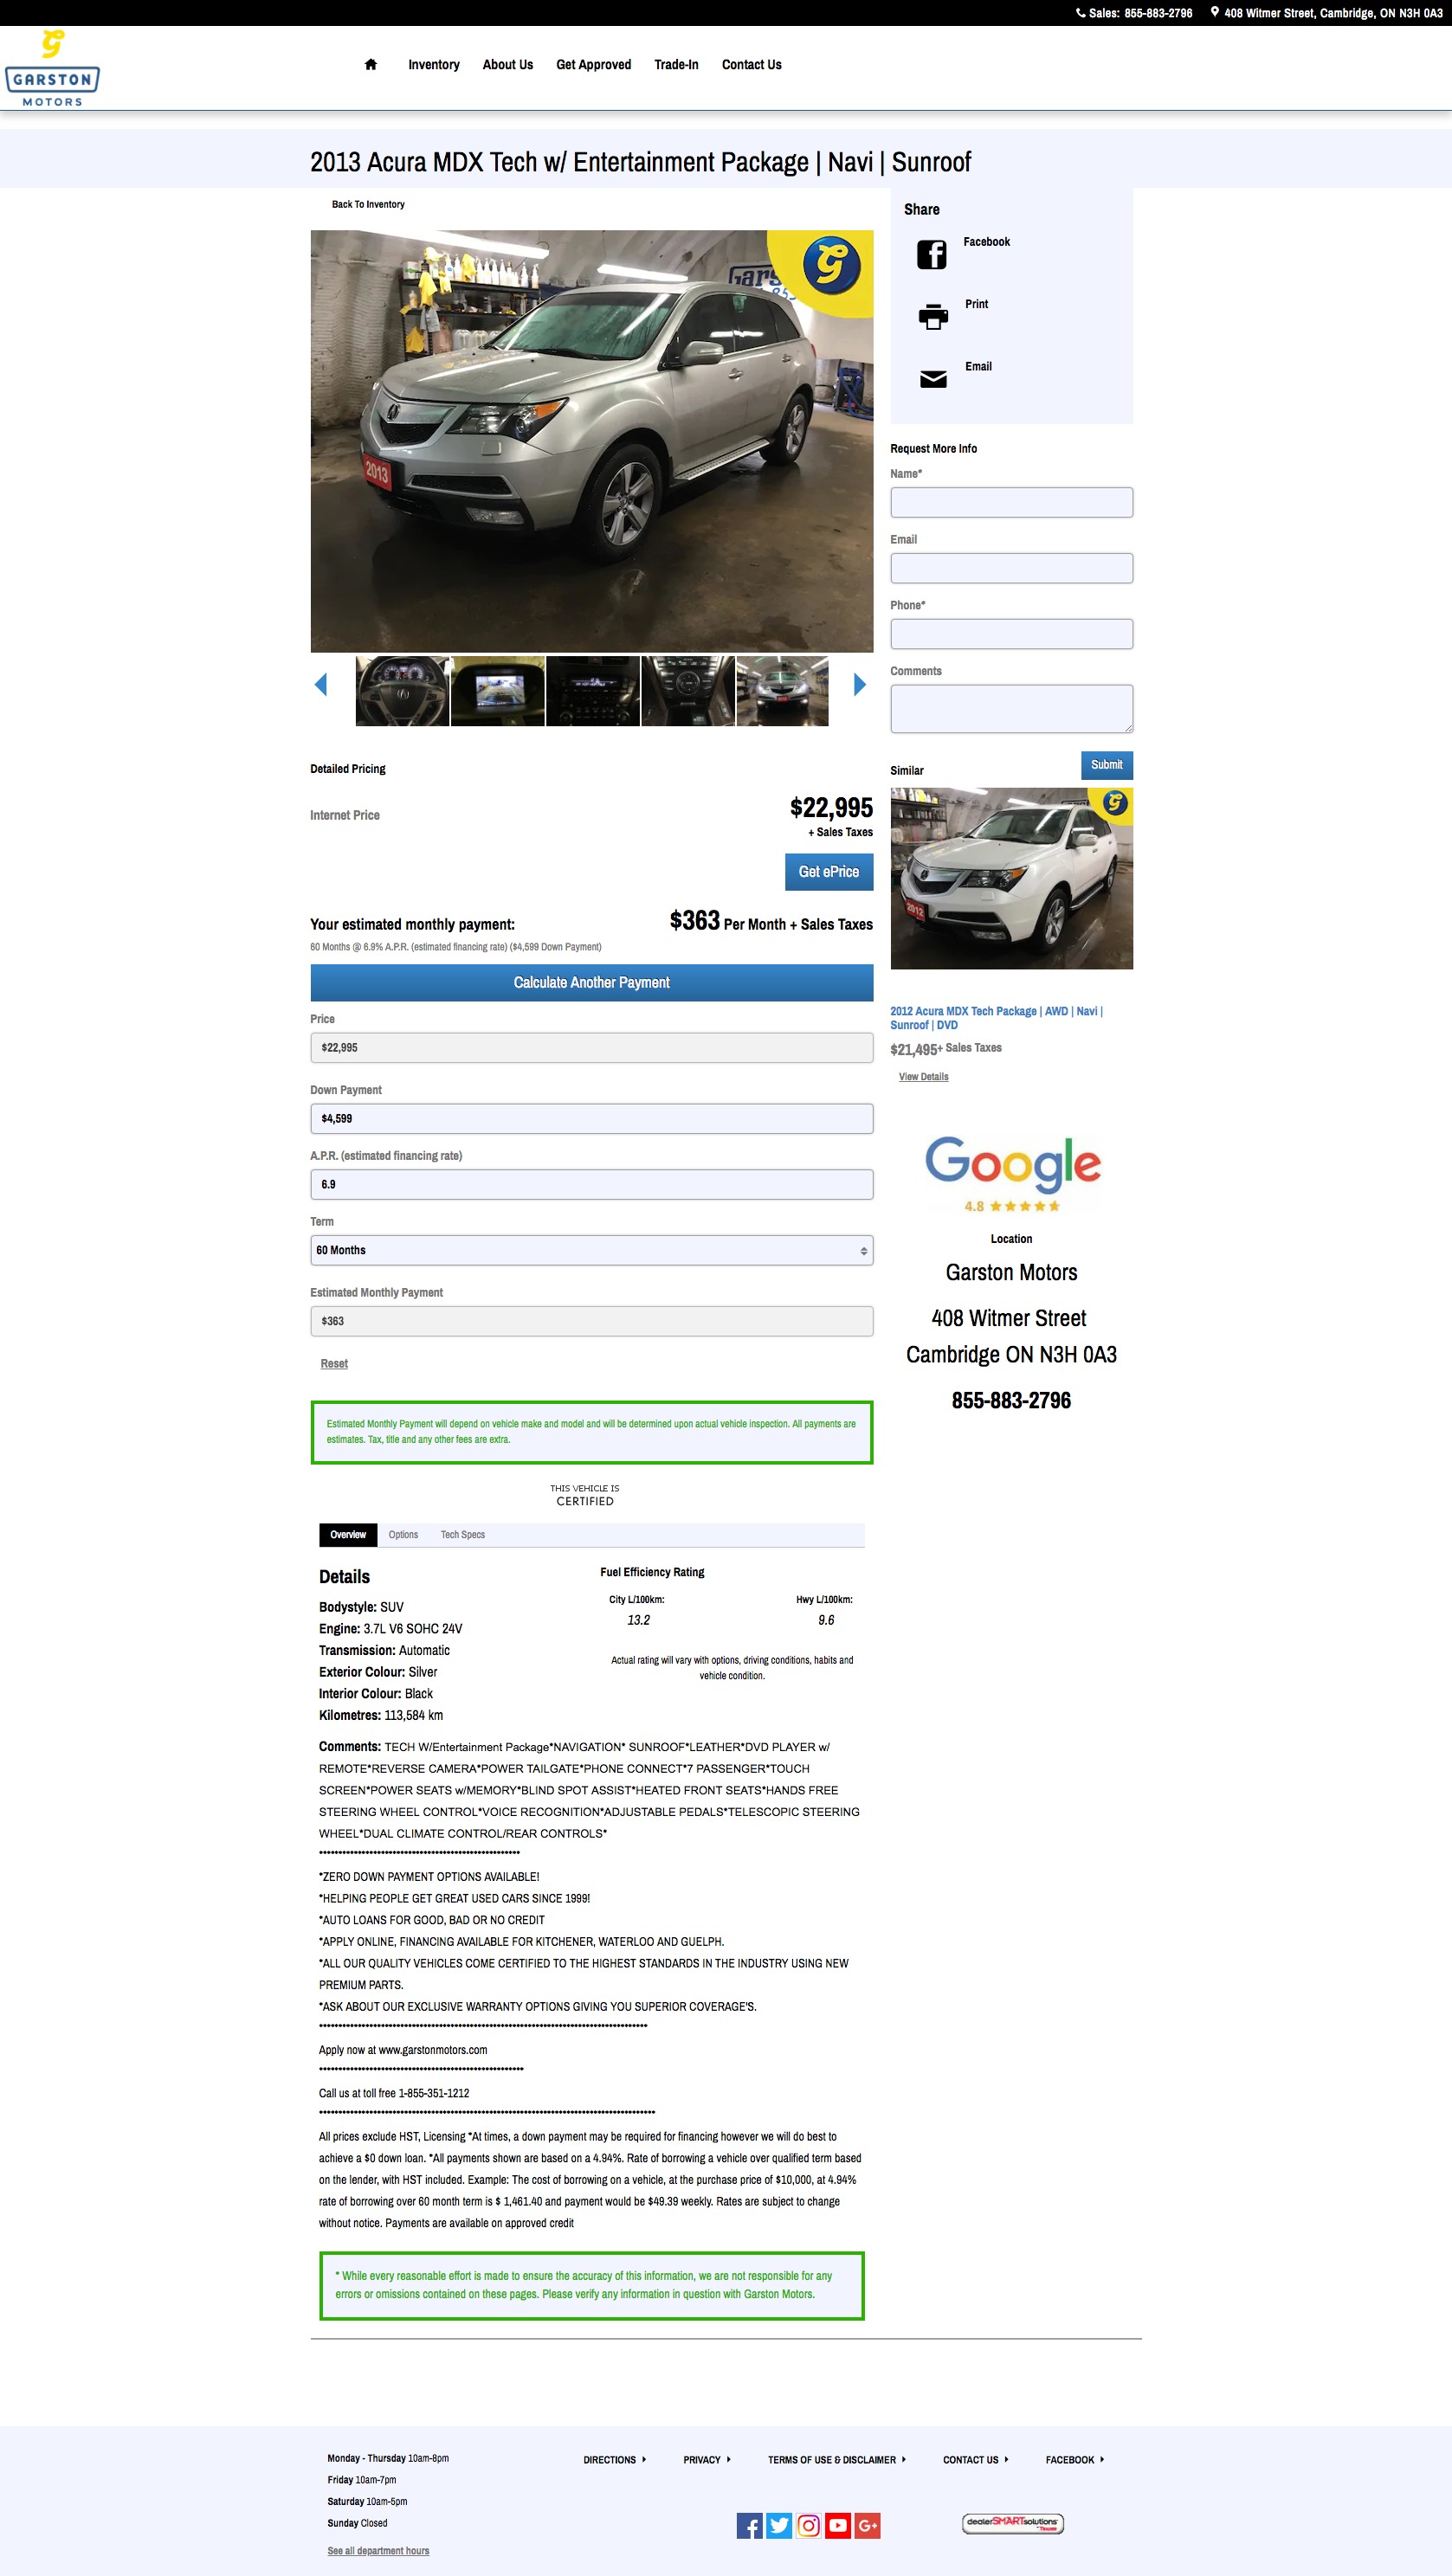 Sales: 855-883-2796 408 Witmer Street, Cambridge, ON N3H 0A3
GARSTON
MOTORS
Inventory About Us Get Approved Trade-In Contact Us
2013 Acura MDX Tech w/ Entertainment Package | Navi | Sunroof
Back To Inventory
2013
Share
Facebook
Print
Email
Request More Info
Name*
Email
Phone*
Comments
Submit
Detailed Pricing
Internet Price
$22,995
+ Sales Taxes
Get ePrice
Your estimated monthly payment:
$363 Per Month + Sales Taxes
60 Months @ 6.9% A.P.R. (estimated financing rate) ($4,599 Down Payment)
Calculate Another Payment
Price
$22,995
Down Payment
$4,599
A.P.R. (estimated financing rate)
6.9
Term
60 Months
Estimated Monthly Payment
$363
Reset
Estimated Monthly Payment will depend on vehicle make and model and will be determined upon actual vehicle inspection. All payments are
estimates. Tax, title and any other fees are extra.
Similar
2012
2012 Acura MDX Tech Package | AWD | Navi |
Sunroof | DVD
$21,495+ Sales Taxes
View Details
Google
4.8
Location
Garston Motors
408 Witmer Street
Cambridge ON N3H 0A3
855-883-2796
THIS VEHICLE IS
CERTIFIED
Overview Options Tech Specs
Details
Bodystyle: SUV
Engine: 3.7L V6 SOHC 24V
Transmission: Automatic
Exterior Colour: Silver
Interior Colour: Black
Kilometres: 113,584 km
Fuel Efficiency Rating
City L/100km: Hwy L/100km:
13.2 9.6
Actual rating will vary with options, driving conditions, habits and
vehicle condition.
Comments: TECH W/Entertainment Package*NAVIGATION* SUNROOF*LEATHER*DVD PLAYER w/
REMOTE*REVERSE CAMERA*POWER TAILGATE*PHONE CONNECT*7 PASSENGER*TOUCH
SCREEN*POWER SEATS w/MEMORY*BLIND SPOT ASSIST*HEATED FRONT SEATS*HANDS FREE
STEERING WHEEL CONTROL*VOICE RECOGNITION*ADJUSTABLE PEDALS*TELESCOPIC STEERING
WHEEL*DUAL CLIMATE CONTROL/REAR CONTROLS*
*ZERO DOWN PAYMENT OPTIONS AVAILABLE!
*HELPING PEOPLE GET GREAT USED CARS SINCE 1999!
*AUTO LOANS FOR GOOD, BAD OR NO CREDIT
*APPLY ONLINE, FINANCING AVAILABLE FOR KITCHENER, WATERLOO AND GUELPH.
*ALL OUR QUALITY VEHICLES COME CERTIFIED TO THE HIGHEST STANDARDS IN THE INDUSTRY USING NEW
PREMIUM PARTS.
*ASK ABOUT OUR EXCLUSIVE WARRANTY OPTIONS GIVING YOU SUPERIOR COVERAGE'S.
Apply now at www.garstonmotors.com
Call us at toll free 1-855-351-1212
All prices exclude HST, Licensing *At times, a down payment may be required for financing however we will do best to
achieve a $0 down loan. *All payments shown are based on a 4.94%. Rate of borrowing a vehicle over qualified term based
on the lender, with HST included. Example: The cost of borrowing on a vehicle, at the purchase price of $10,000, at 4.94%
rate of borrowing over 60 month term is $ 1,461.40 and payment would be $49.39 weekly. Rates are subject to change
without notice. Payments are available on approved credit
* While every reasonable effort is made to ensure the accuracy of this information, we are not responsible for any
errors or omissions contained on these pages. Please verify any information in question with Garston Motors.
Monday - Thursday 10am-8pm
Friday 10am-7pm
Saturday 10am-5pm
Sunday Closed
See all department hours
DIRECTIONS PRIVACY TERMS OF USE & DISCLAIMER CONTACT US FACEBOOK
dealerSMARTsolutions